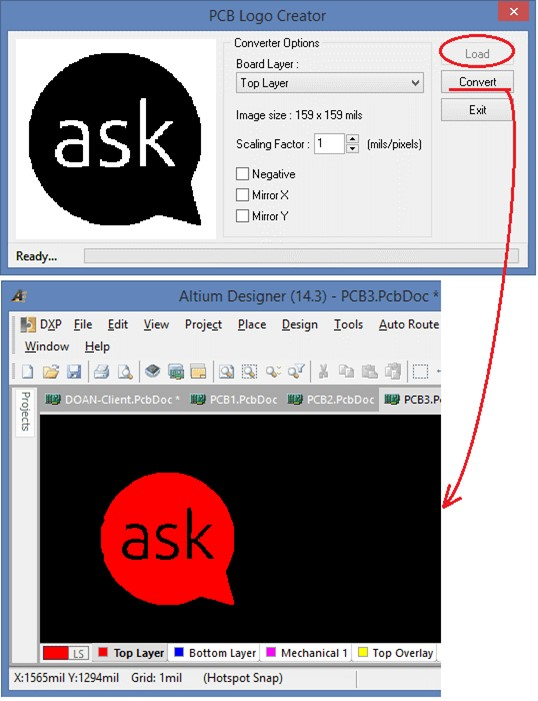 PCB Logo Creator
ask
Converter Options
Board Layer :
Top Layer
Image size : 159 x 159 mils
Scaling Factor : 1 (mils/pixels)
Negative
Mirror X
Mirror Y
Load
Convert
Exit
Ready...
Altium Designer (14.3) - PCB3.PcbDoc *
DXP File Edit View Project Place Design Tools Auto Route
Window Help
Projects
DOAN-Client.PcbDoc * PCB1.PcbDoc PCB2.PcbDoc PCB3.P
ask
LS Top Layer Bottom Layer Mechanical 1 Top Overlay
X:1565mil Y:1294mil Grid: 1mil (Hotspot Snap)